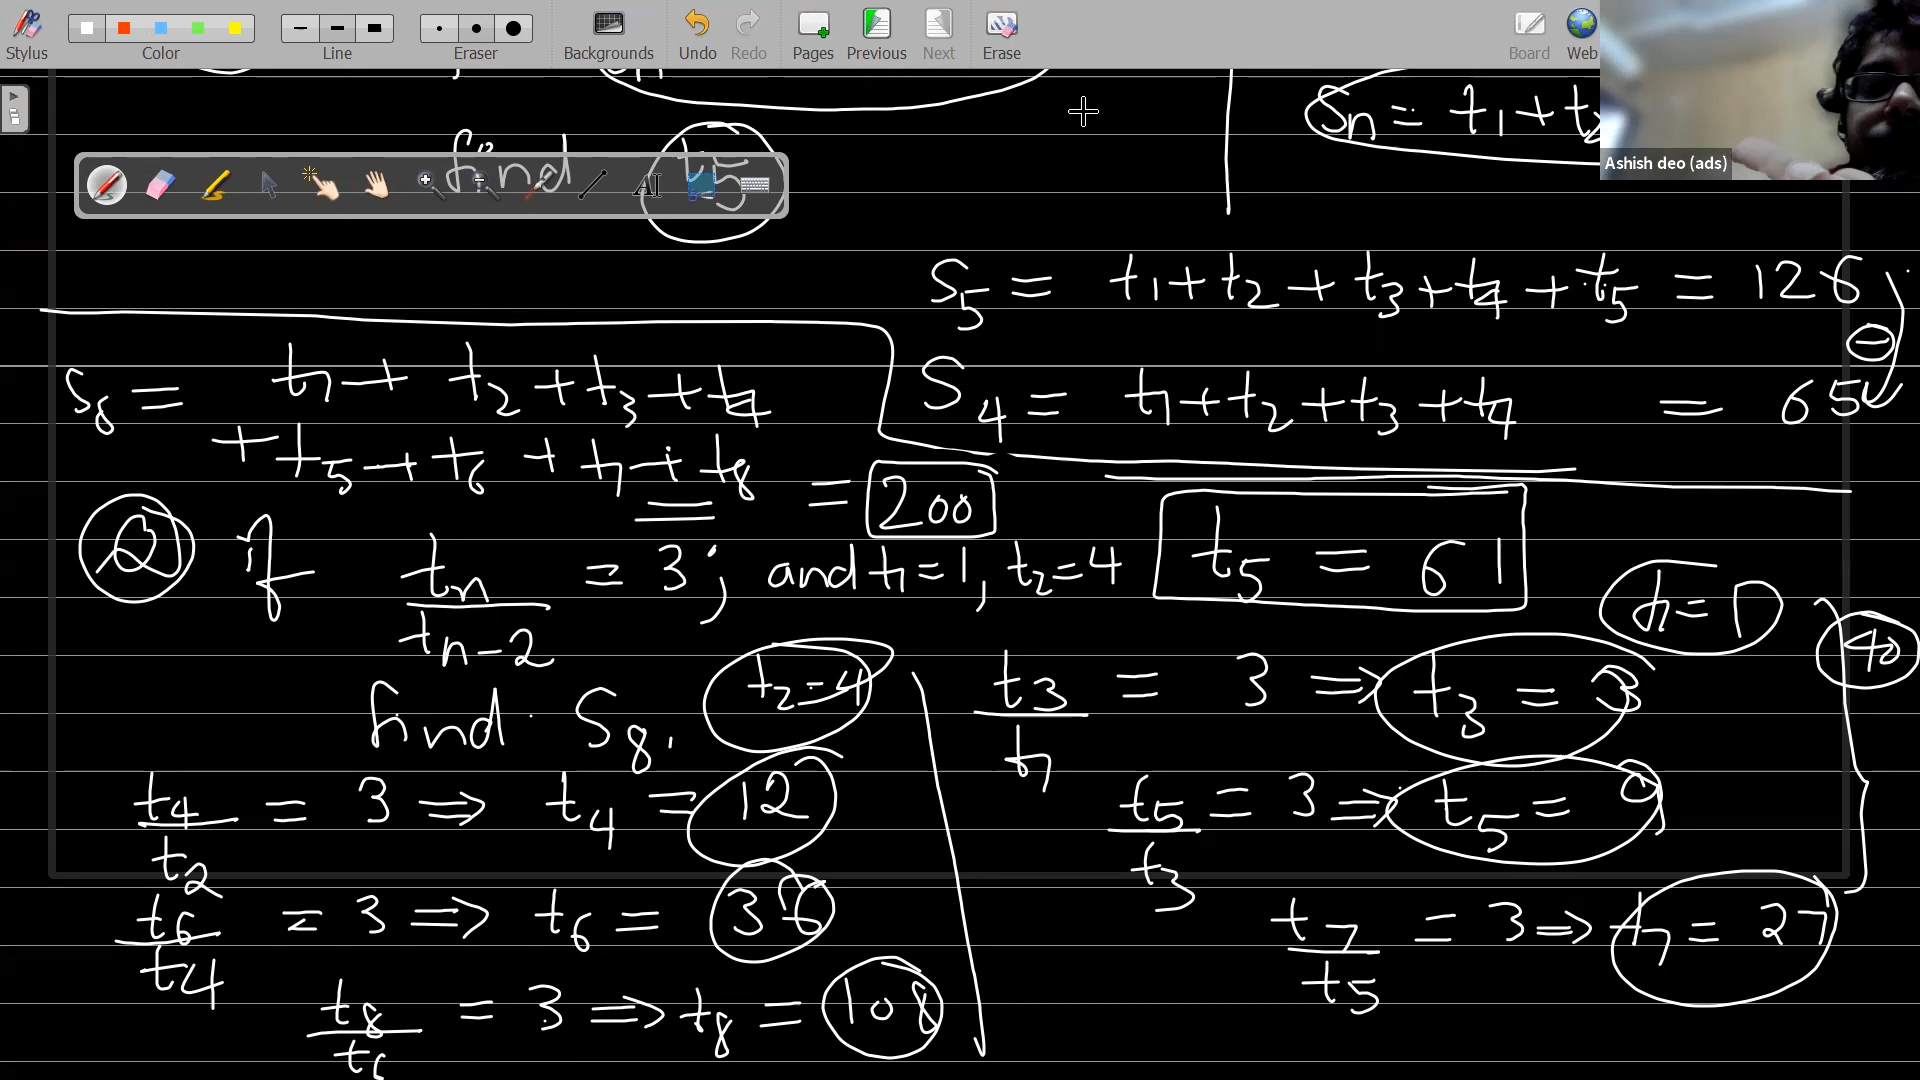 Stylus Color Line Eraser Backgrounds Undo Redo Pages Previous Next Erase Board Web
Ashish deo (ads)
Sn = t1 + t2
find t5
S5 = t1 + t2 + t3 + t4 + t5 = 126
S4 = t1 + t2 + t3 + t4 = 65
t5 = 61
Q If tn/tn-2 = 3; and t1 = 1, t2 = 4
find S8.
S8 = t1 + t2 + t3 + t4
+ t5 + t6 + t7 + t8 = 200
t2 = 4
t4/t2 = 3 ⇒ t4 = 12
t6/t4 = 3 ⇒ t6 = 36
t8/t6 = 3 ⇒ t8 = 108
t1 = 1
t3/t1 = 3 ⇒ t3 = 3
t5/t3 = 3 ⇒ t5 = 9
t7/t5 = 3 ⇒ t7 = 27
40